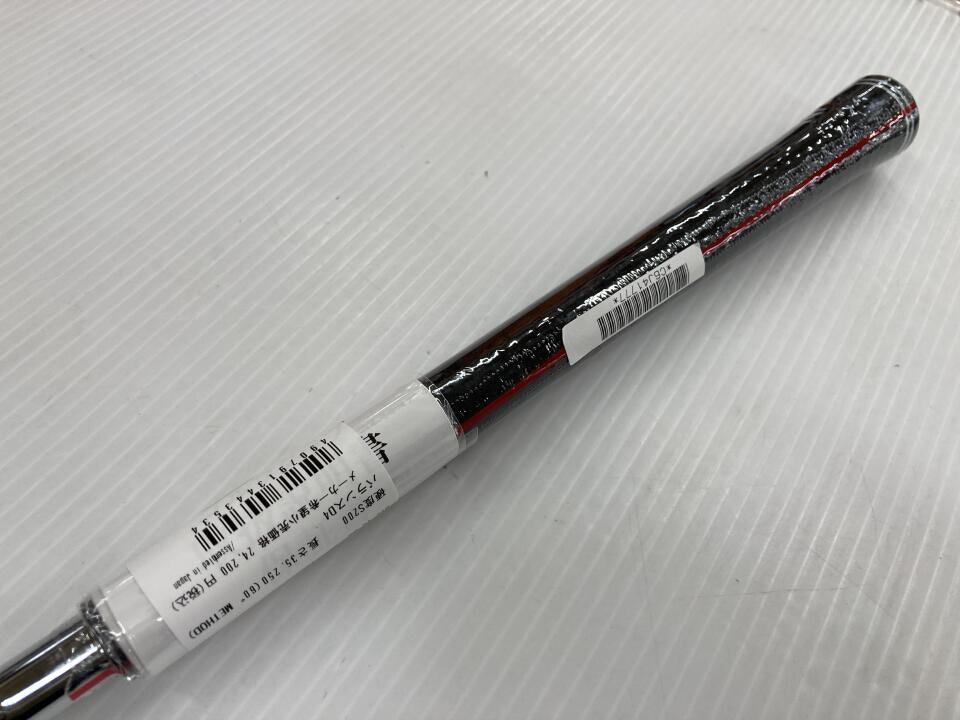 *CBJ41777*
硬度S200 長さ35.250(60° METHOD)
バランスD4
メーカー希望小売価格 24,200 円(税込)
/Assembled in Japan